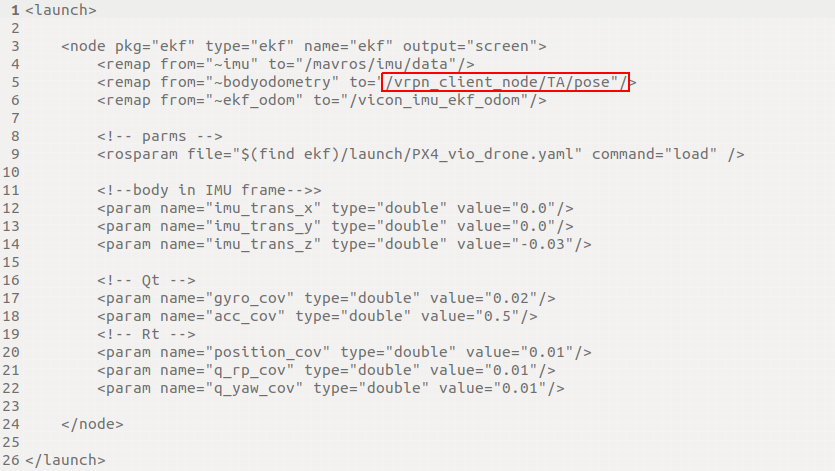 1 <launch>
2
3     <node pkg="ekf" type="ekf" name="ekf" output="screen">
4         <remap from="~imu" to="/mavros/imu/data"/>
5         <remap from="~bodyodometry" to="/vrpn_client_node/TA/pose"/>
6         <remap from="~ekf_odom" to="/vicon_imu_ekf_odom"/>
7
8         <!-- parms -->
9         <rosparam file="$(find ekf)/launch/PX4_vio_drone.yaml" command="load" />
10
11         <!--body in IMU frame-->>
12         <param name="imu_trans_x" type="double" value="0.0"/>
13         <param name="imu_trans_y" type="double" value="0.0"/>
14         <param name="imu_trans_z" type="double" value="-0.03"/>
15
16         <!-- Qt -->
17         <param name="gyro_cov" type="double" value="0.02"/>
18         <param name="acc_cov" type="double" value="0.5"/>
19         <!-- Rt -->
20         <param name="position_cov" type="double" value="0.01"/>
21         <param name="q_rp_cov" type="double" value="0.01"/>
22         <param name="q_yaw_cov" type="double" value="0.01"/>
23
24     </node>
25
26 </launch>